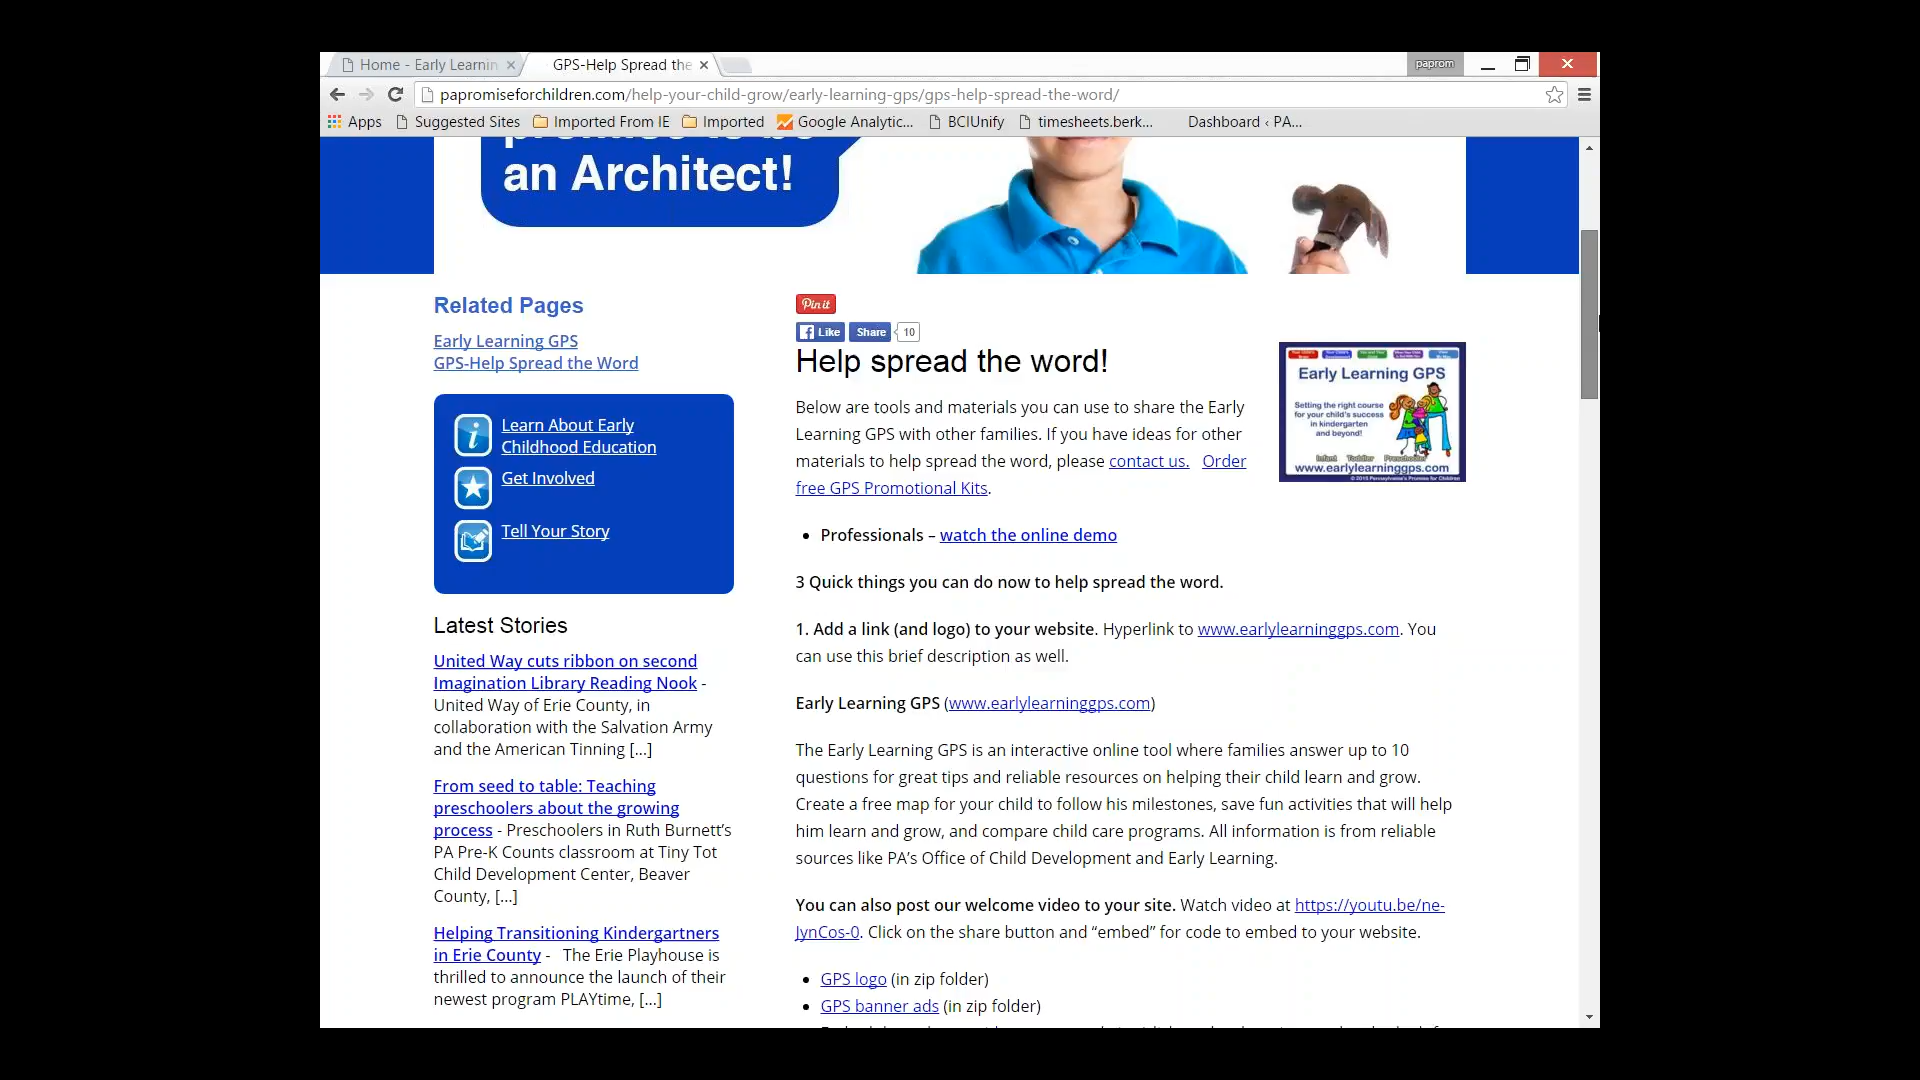 Home - Early Learnin
GPS-Help Spread the
paprom
papromiseforchildren.com/help-your-child-grow/early-learning-gps/gps-help-spread-the-word/
Apps
Suggested Sites
Imported From IE
Imported
Google Analytic...
BCIUnify
timesheets.berk...
Dashboard ‹ PA...
an Architect!
Related Pages
Early Learning GPS
GPS-Help Spread the Word
Learn About Early
Childhood Education
Get Involved
Tell Your Story
Latest Stories
United Way cuts ribbon on second
Imagination Library Reading Nook -
United Way of Erie County, in
collaboration with the Salvation Army
and the American Tinning [...]
From seed to table: Teaching
preschoolers about the growing
process - Preschoolers in Ruth Burnett’s
PA Pre-K Counts classroom at Tiny Tot
Child Development Center, Beaver
County, [...]
Helping Transitioning Kindergartners
in Erie County - The Erie Playhouse is
thrilled to announce the launch of their
newest program PLAYtime, [...]
Pin it
Like Share 10
Help spread the word!
Below are tools and materials you can use to share the Early
Learning GPS with other families. If you have ideas for other
materials to help spread the word, please contact us. Order
free GPS Promotional Kits.
Early Learning GPS
Setting the right course
for your child's success
in kindergarten
and beyond!
Infant Toddler Preschooler
www.earlylearninggps.com
© 2015 Pennsylvania's Promise for Children
• Professionals – watch the online demo
3 Quick things you can do now to help spread the word.
1. Add a link (and logo) to your website. Hyperlink to www.earlylearninggps.com. You
can use this brief description as well.
Early Learning GPS (www.earlylearninggps.com)
The Early Learning GPS is an interactive online tool where families answer up to 10
questions for great tips and reliable resources on helping their child learn and grow.
Create a free map for your child to follow his milestones, save fun activities that will help
him learn and grow, and compare child care programs. All information is from reliable
sources like PA’s Office of Child Development and Early Learning.
You can also post our welcome video to your site. Watch video at https://youtu.be/ne-
JynCos-0. Click on the share button and “embed” for code to embed to your website.
• GPS logo (in zip folder)
• GPS banner ads (in zip folder)